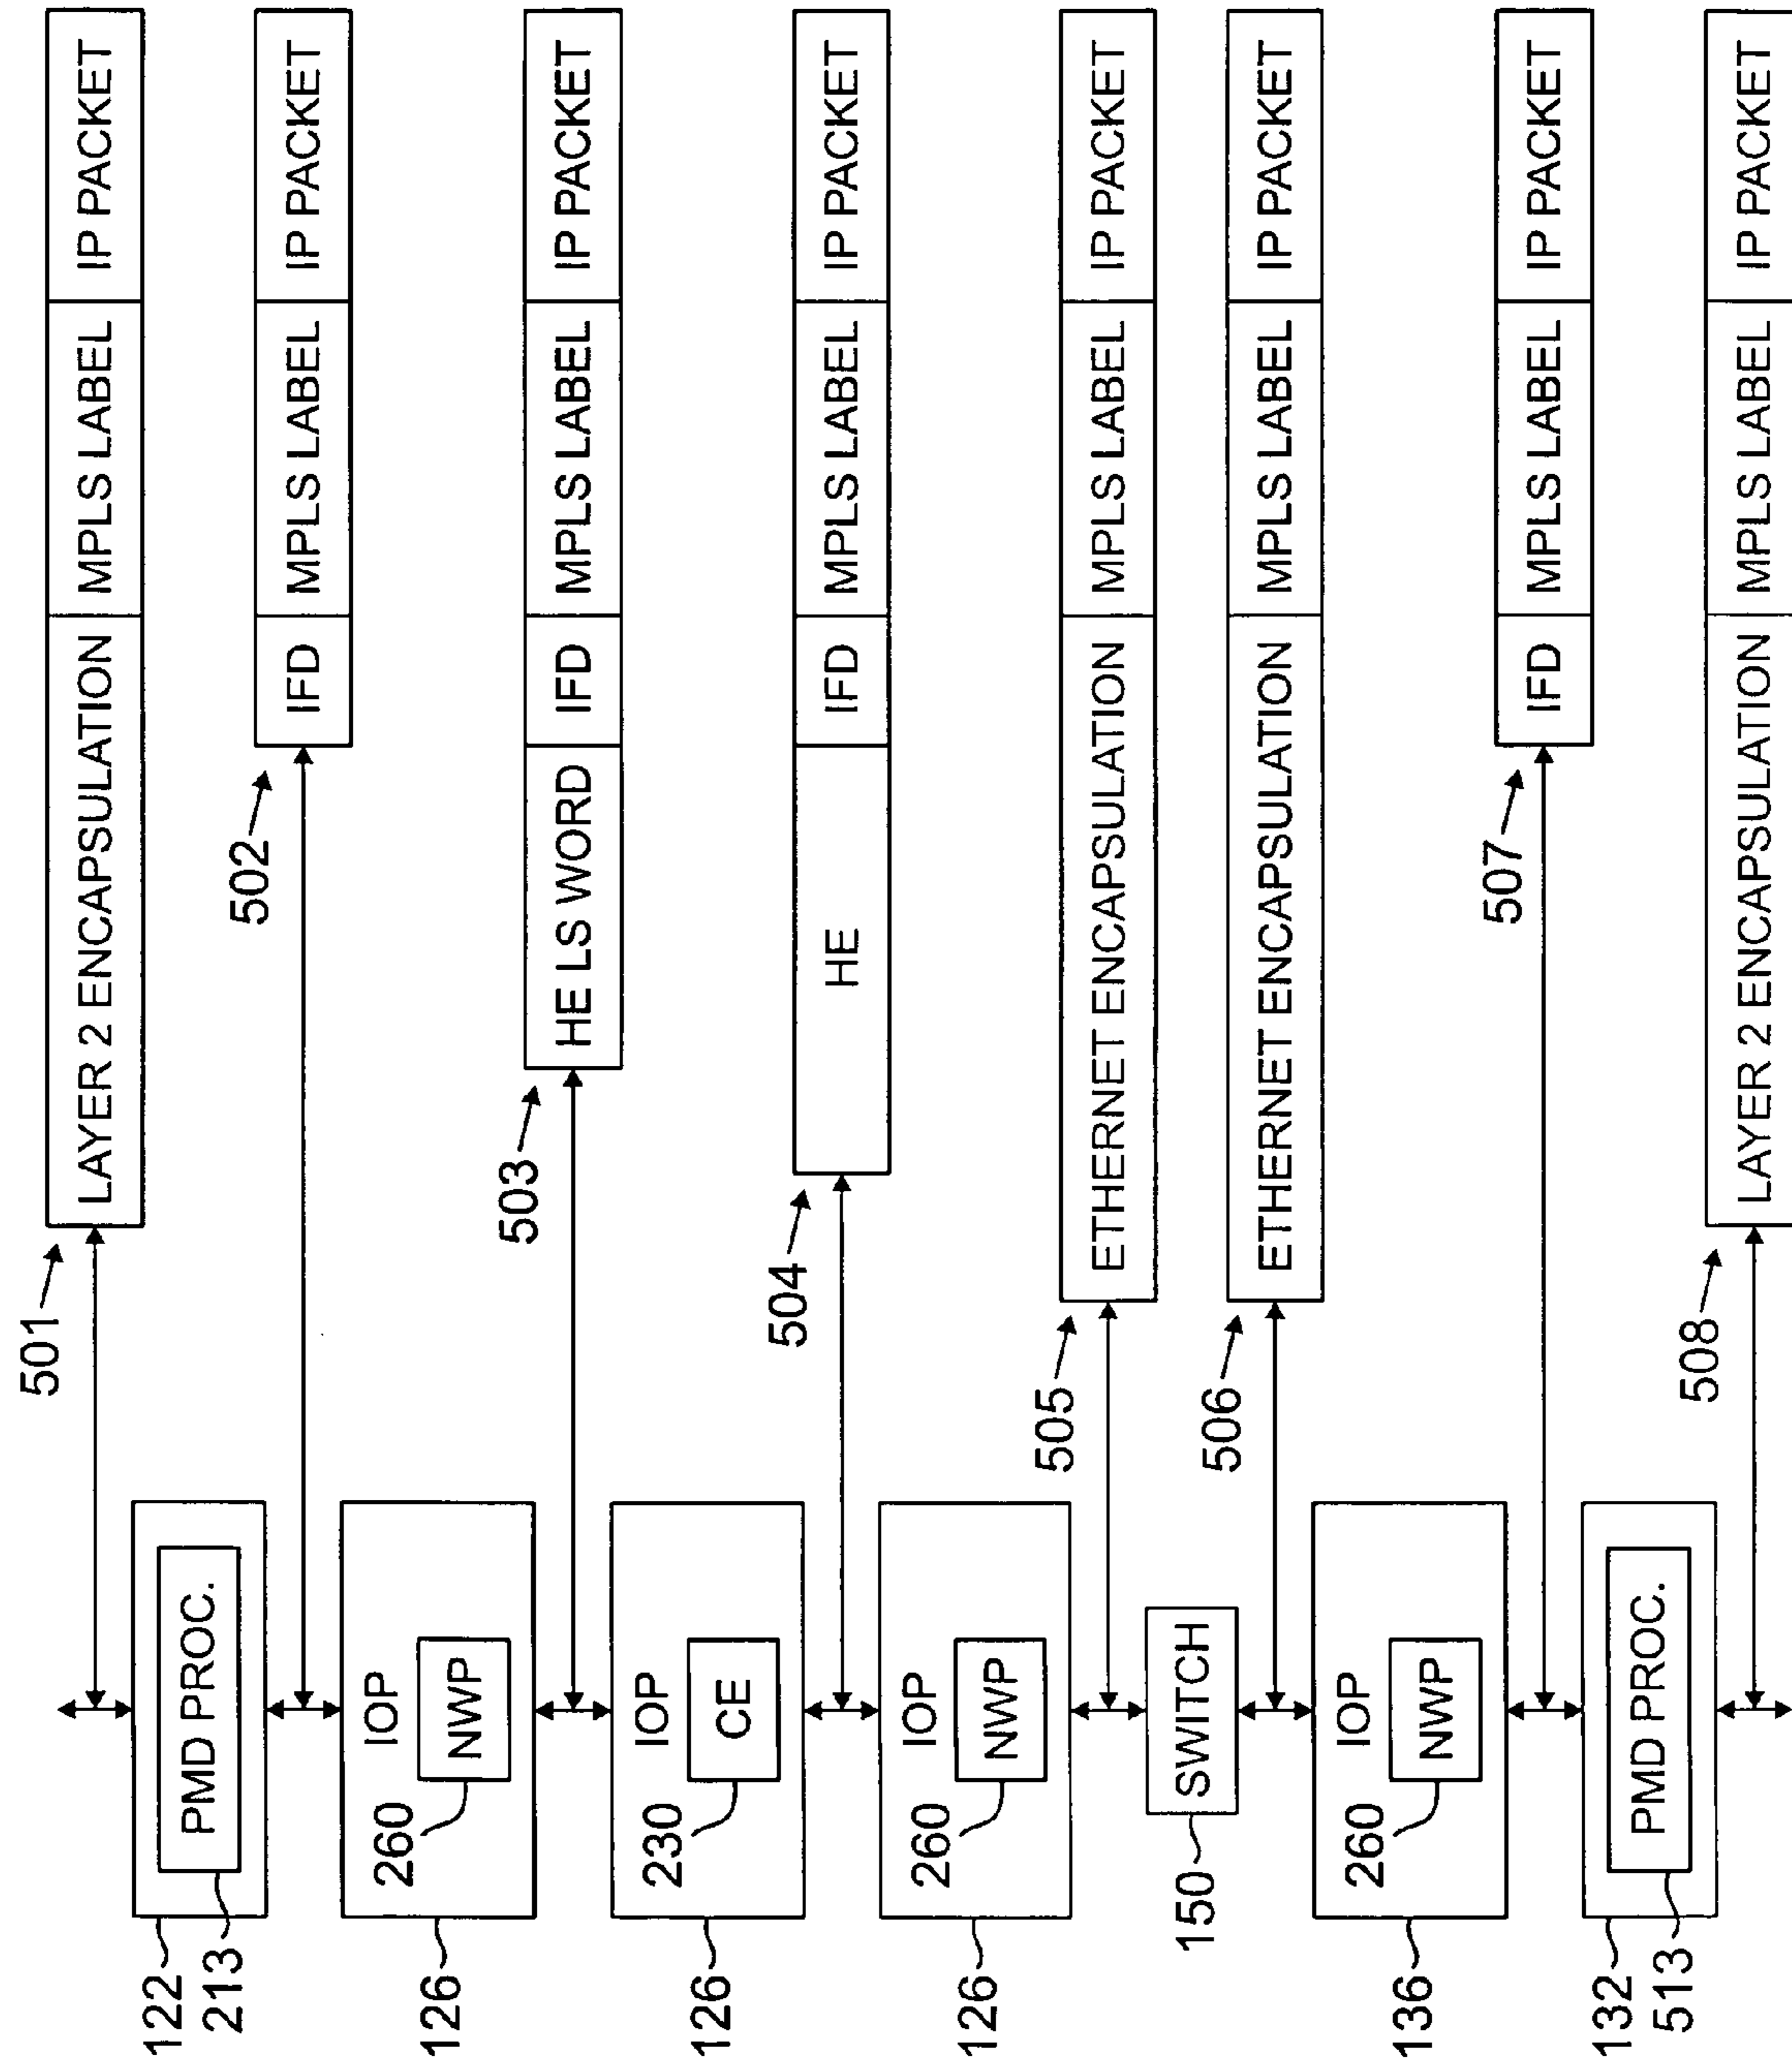 501
LAYER 2 ENCAPSULATION MPLS LABEL IP PACKET
122
213
PMD PROC.
502
IFD MPLS LABEL IP PACKET
126
260
IOP
NWP
503
HE LS WORD IFD MPLS LABEL IP PACKET
126
230
IOP
CE
504
HE IFD MPLS LABEL IP PACKET
126
260
IOP
NWP
505
ETHERNET ENCAPSULATION MPLS LABEL IP PACKET
150
SWITCH
506
ETHERNET ENCAPSULATION MPLS LABEL IP PACKET
136
260
IOP
NWP
507
IFD MPLS LABEL IP PACKET
132
513
PMD PROC.
508
LAYER 2 ENCAPSULATION MPLS LABEL IP PACKET